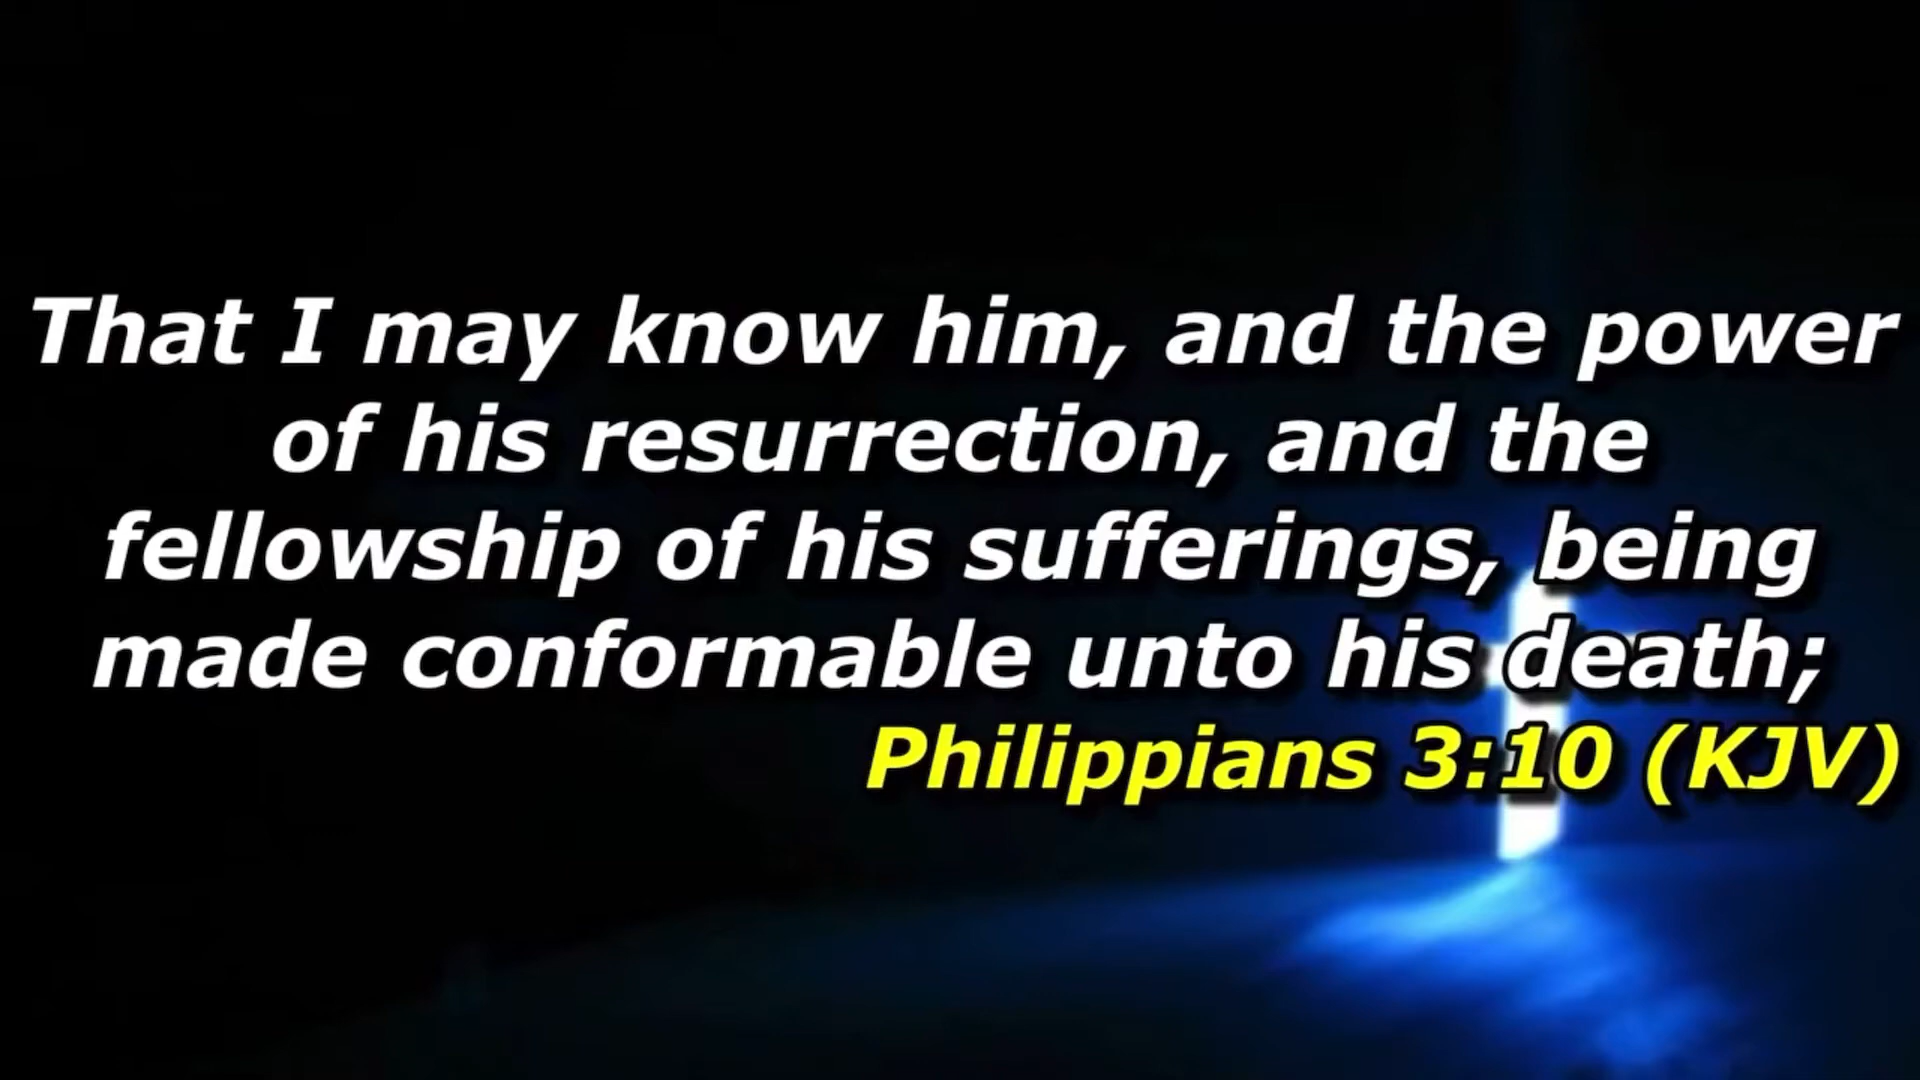 That I may know him, and the power
of his resurrection, and the
fellowship of his sufferings, being
made conformable unto his death;
Philippians 3:10 (KJV)